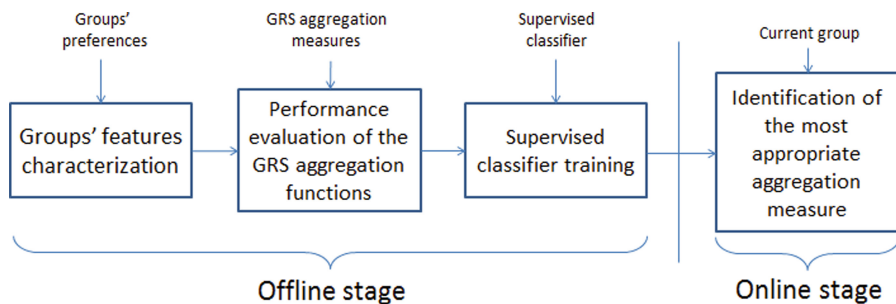 Groups'
preferences
GRS aggregation
measures
Supervised
classifier
Current group
Groups' features
characterization
Performance
evaluation of the
GRS aggregation
functions
Supervised
classifier training
Identification of
the most
appropriate
aggregation
measure
Offline stage
Online stage